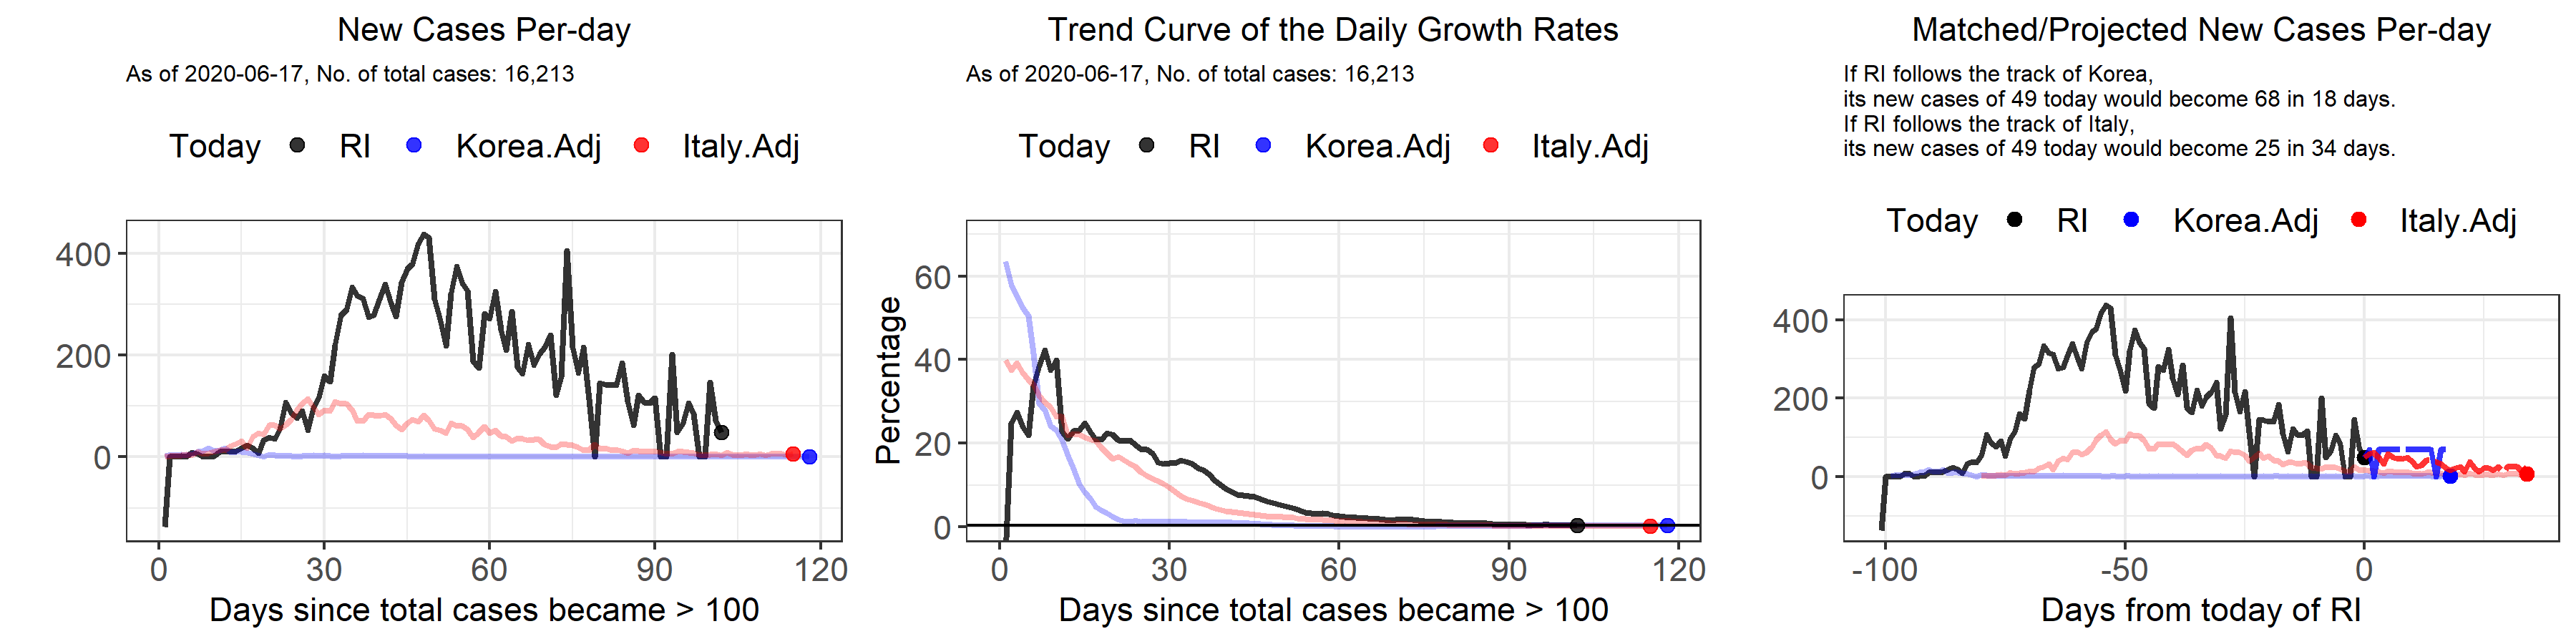 New Cases Per-day
As of 2020-06-17, No. of total cases: 16,213
Today RI Korea.Adj Italy.Adj
400
200
0
0 30 60 90 120
Days since total cases became > 100
Trend Curve of the Daily Growth Rates
As of 2020-06-17, No. of total cases: 16,213
Today RI Korea.Adj Italy.Adj
Percentage
60
40
20
0
0 30 60 90 120
Days since total cases became > 100
Matched/Projected New Cases Per-day
If RI follows the track of Korea,
its new cases of 49 today would become 68 in 18 days.
If RI follows the track of Italy,
its new cases of 49 today would become 25 in 34 days.
Today RI Korea.Adj Italy.Adj
400
200
0
-100 -50 0
Days from today of RI